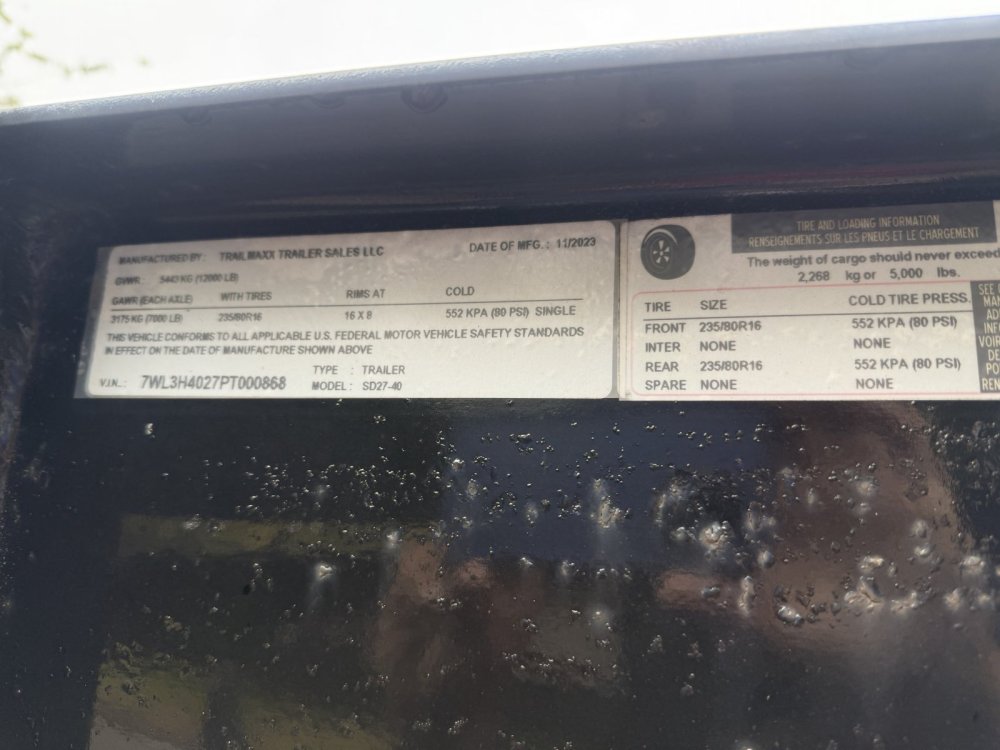 MANUFACTURED BY: TRAILMAXX TRAILER SALES LLC DATE OF MFG.: 11/2023
GVWR: 5443 KG (12000 LB)
GAWR (EACH AXLE) WITH TIRES RIMS AT COLD
3175 KG (7000 LB) 235/80R16 16 X 8 552 KPA (80 PSI) SINGLE
THIS VEHICLE CONFORMS TO ALL APPLICABLE U.S. FEDERAL MOTOR VEHICLE SAFETY STANDARDS
IN EFFECT ON THE DATE OF MANUFACTURE SHOWN ABOVE
TYPE : TRAILER
V.I.N..: 7WL3H4027PT000868 MODEL: SD27-40
TIRE AND LOADING INFORMATION
RENSEIGNEMENTS SUR LES PNEUS ET LE CHARGEMENT
The weight of cargo should never exceed
2,268 kg or 5,000 lbs.
TIRE SIZE COLD TIRE PRESS.
FRONT 235/80R16 552 KPA (80 PSI)
INTER NONE NONE
REAR 235/80R16 552 KPA (80 PSI)
SPARE NONE NONE
SEE